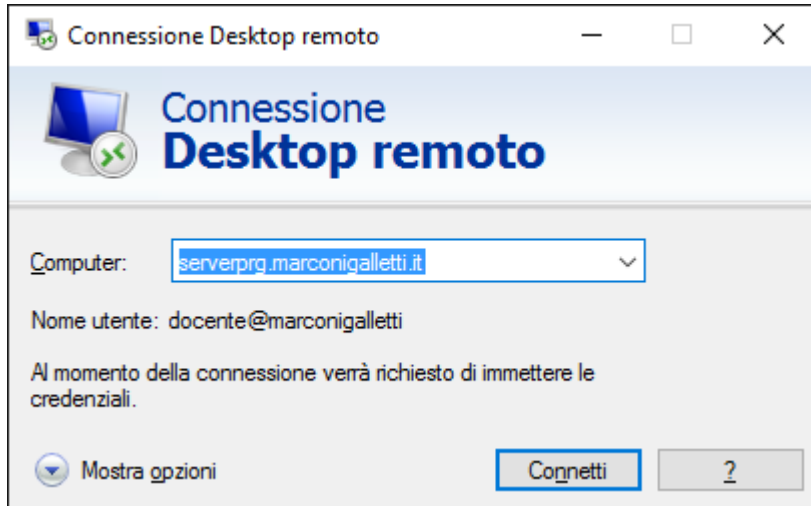 Connessione Desktop remoto
Connessione
Desktop remoto
Computer: serverprg.marconigalletti.it
Nome utente: docente@marconigalletti
Al momento della connessione verrà richiesto di immettere le
credenziali.
Mostra opzioni Connetti ?